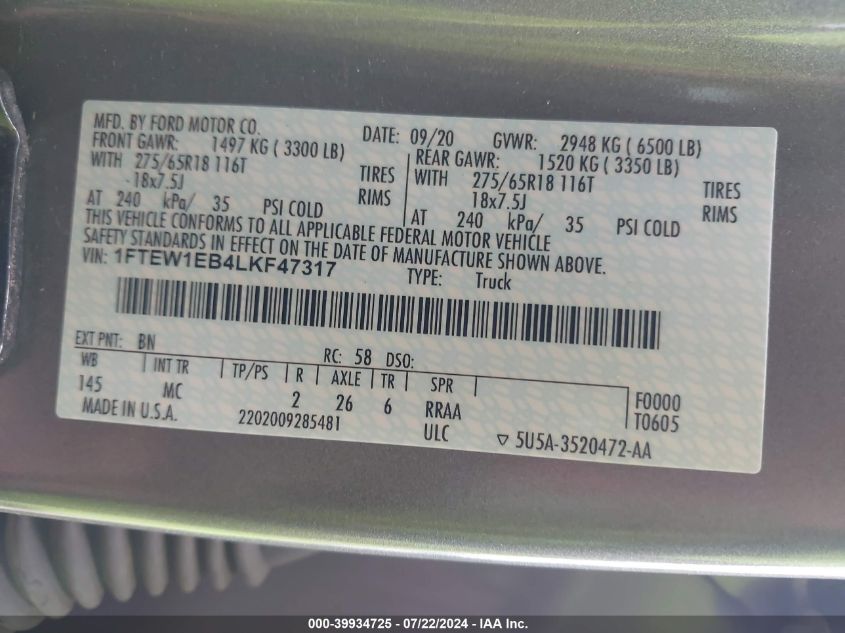 MFD. BY FORD MOTOR CO. DATE: 09/20 GVWR: 2948 KG ( 6500 LB)
FRONT GAWR: 1497 KG ( 3300 LB) REAR GAWR: 1520 KG ( 3350 LB)
WITH 275/65R18 116T TIRES WITH 275/65R18 116T TIRES
-18x7.5J RIMS 18x7.5J RIMS
AT 240 kPa/ 35 PSI COLD AT 240 kPa/ 35 PSI COLD
THIS VEHICLE CONFORMS TO ALL APPLICABLE FEDERAL MOTOR VEHICLE
SAFETY STANDARDS IN EFFECT ON THE DATE OF MANUFACTURE SHOWN ABOVE.
VIN: 1FTEW1EB4LKF47317 TYPE: Truck
EXT PNT: BN RC: 58 DSO:
WB INT TR TP/PS R AXLE TR SPR
145 MC 2 26 6 RRAA F0000
MADE IN U.S.A. 2202009285481 ULC T0605
▽ 5U5A-3520472-AA
000-39934725 - 07/22/2024 - IAA Inc.